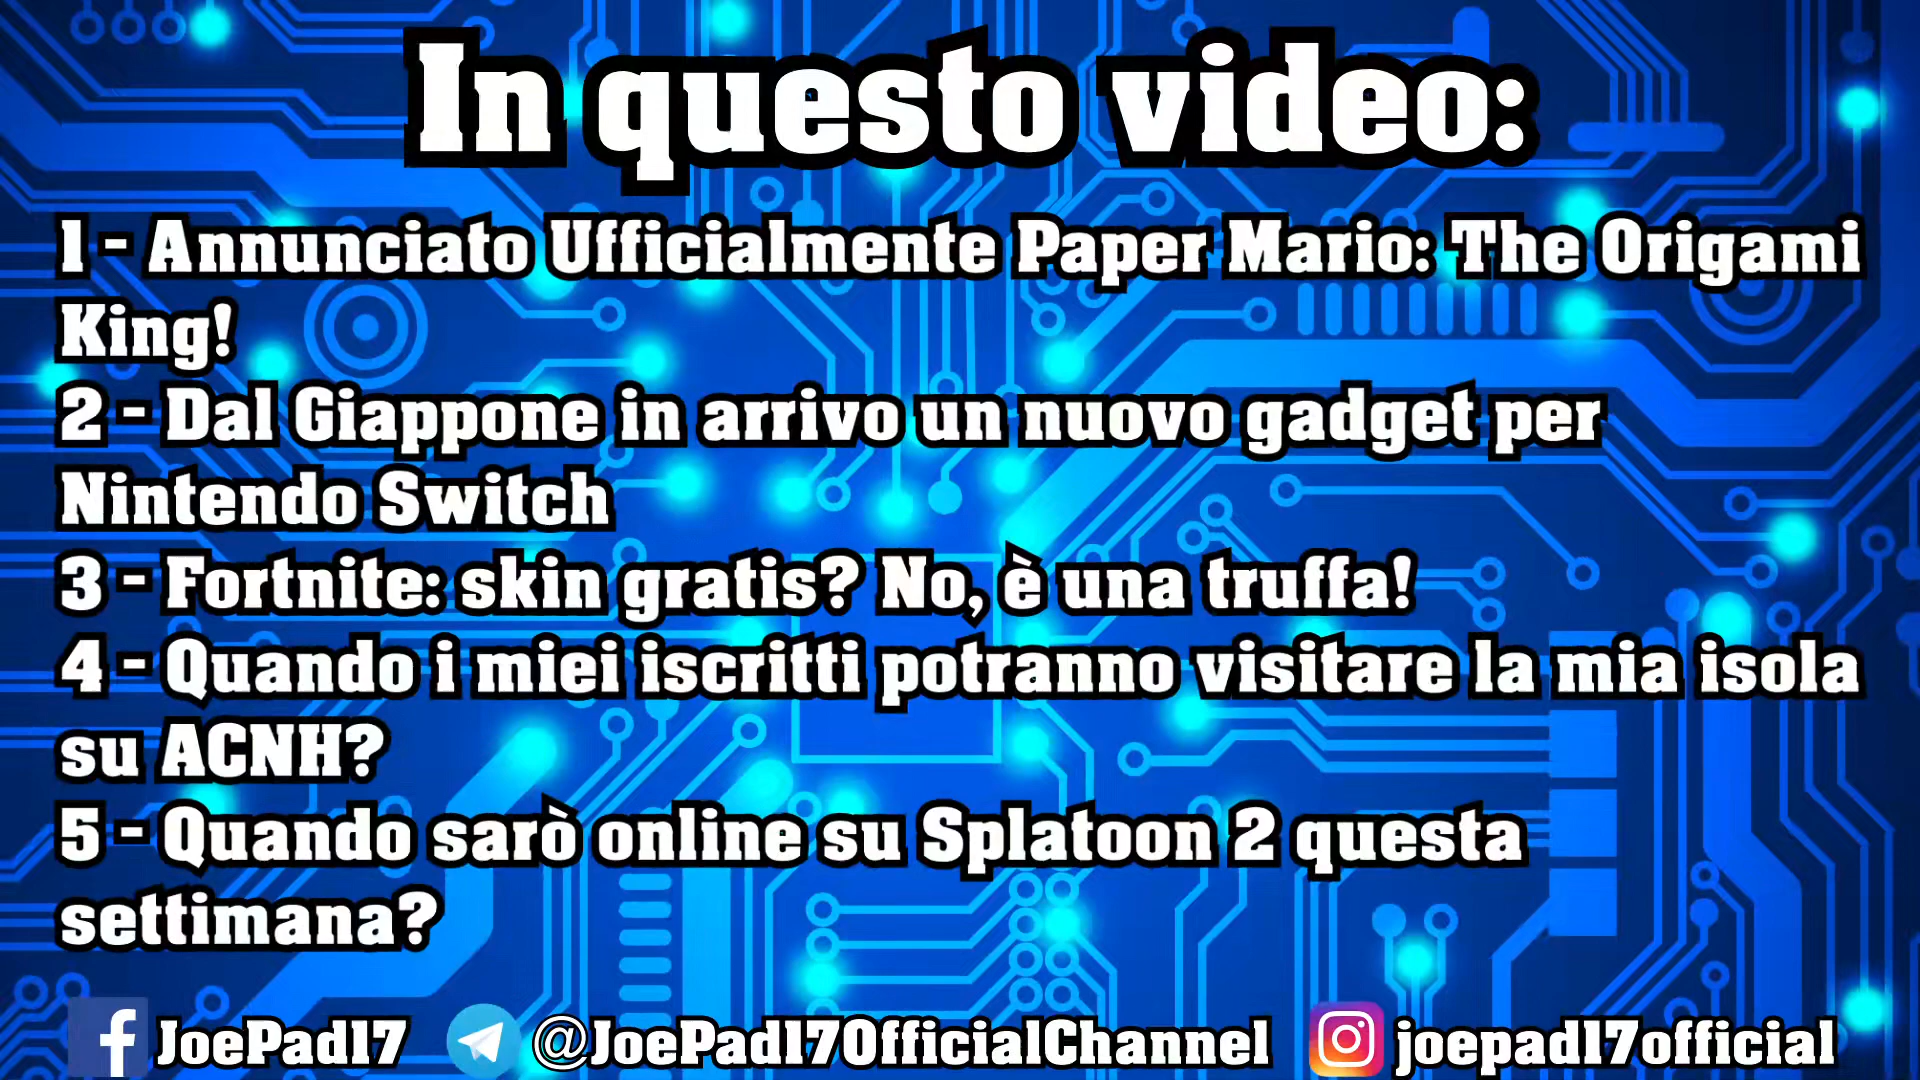 In questo video:
1 - Annunciato Ufficialmente Paper Mario: The Origami
King!
2 - Dal Giappone in arrivo un nuovo gadget per
Nintendo Switch
3 - Fortnite: skin gratis? No, è una truffa!
4 - Quando i miei iscritti potranno visitare la mia isola
su ACNH?
5 - Quando sarò online su Splatoon 2 questa
settimana?
JoePad17 @JoePad17OfficialChannel joepad17official